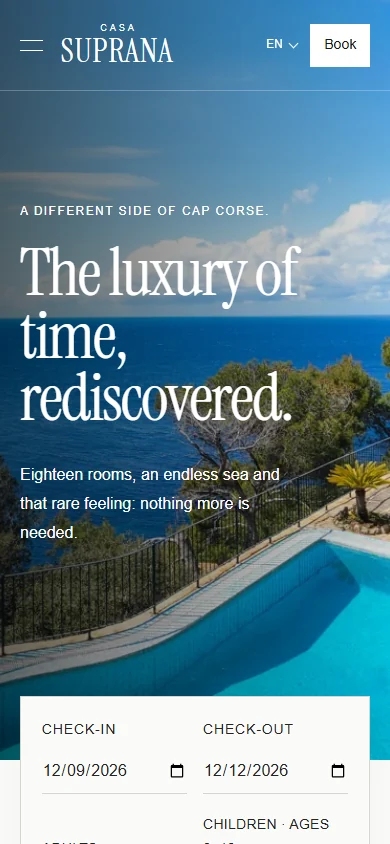 CASA
SUPRANA
EN
Book
A DIFFERENT SIDE OF CAP CORSE.
The luxury of
time,
rediscovered.
Eighteen rooms, an endless sea and
that rare feeling: nothing more is
needed.
CHECK-IN
CHECK-OUT
12/09/2026
12/12/2026
CHILDREN · AGES